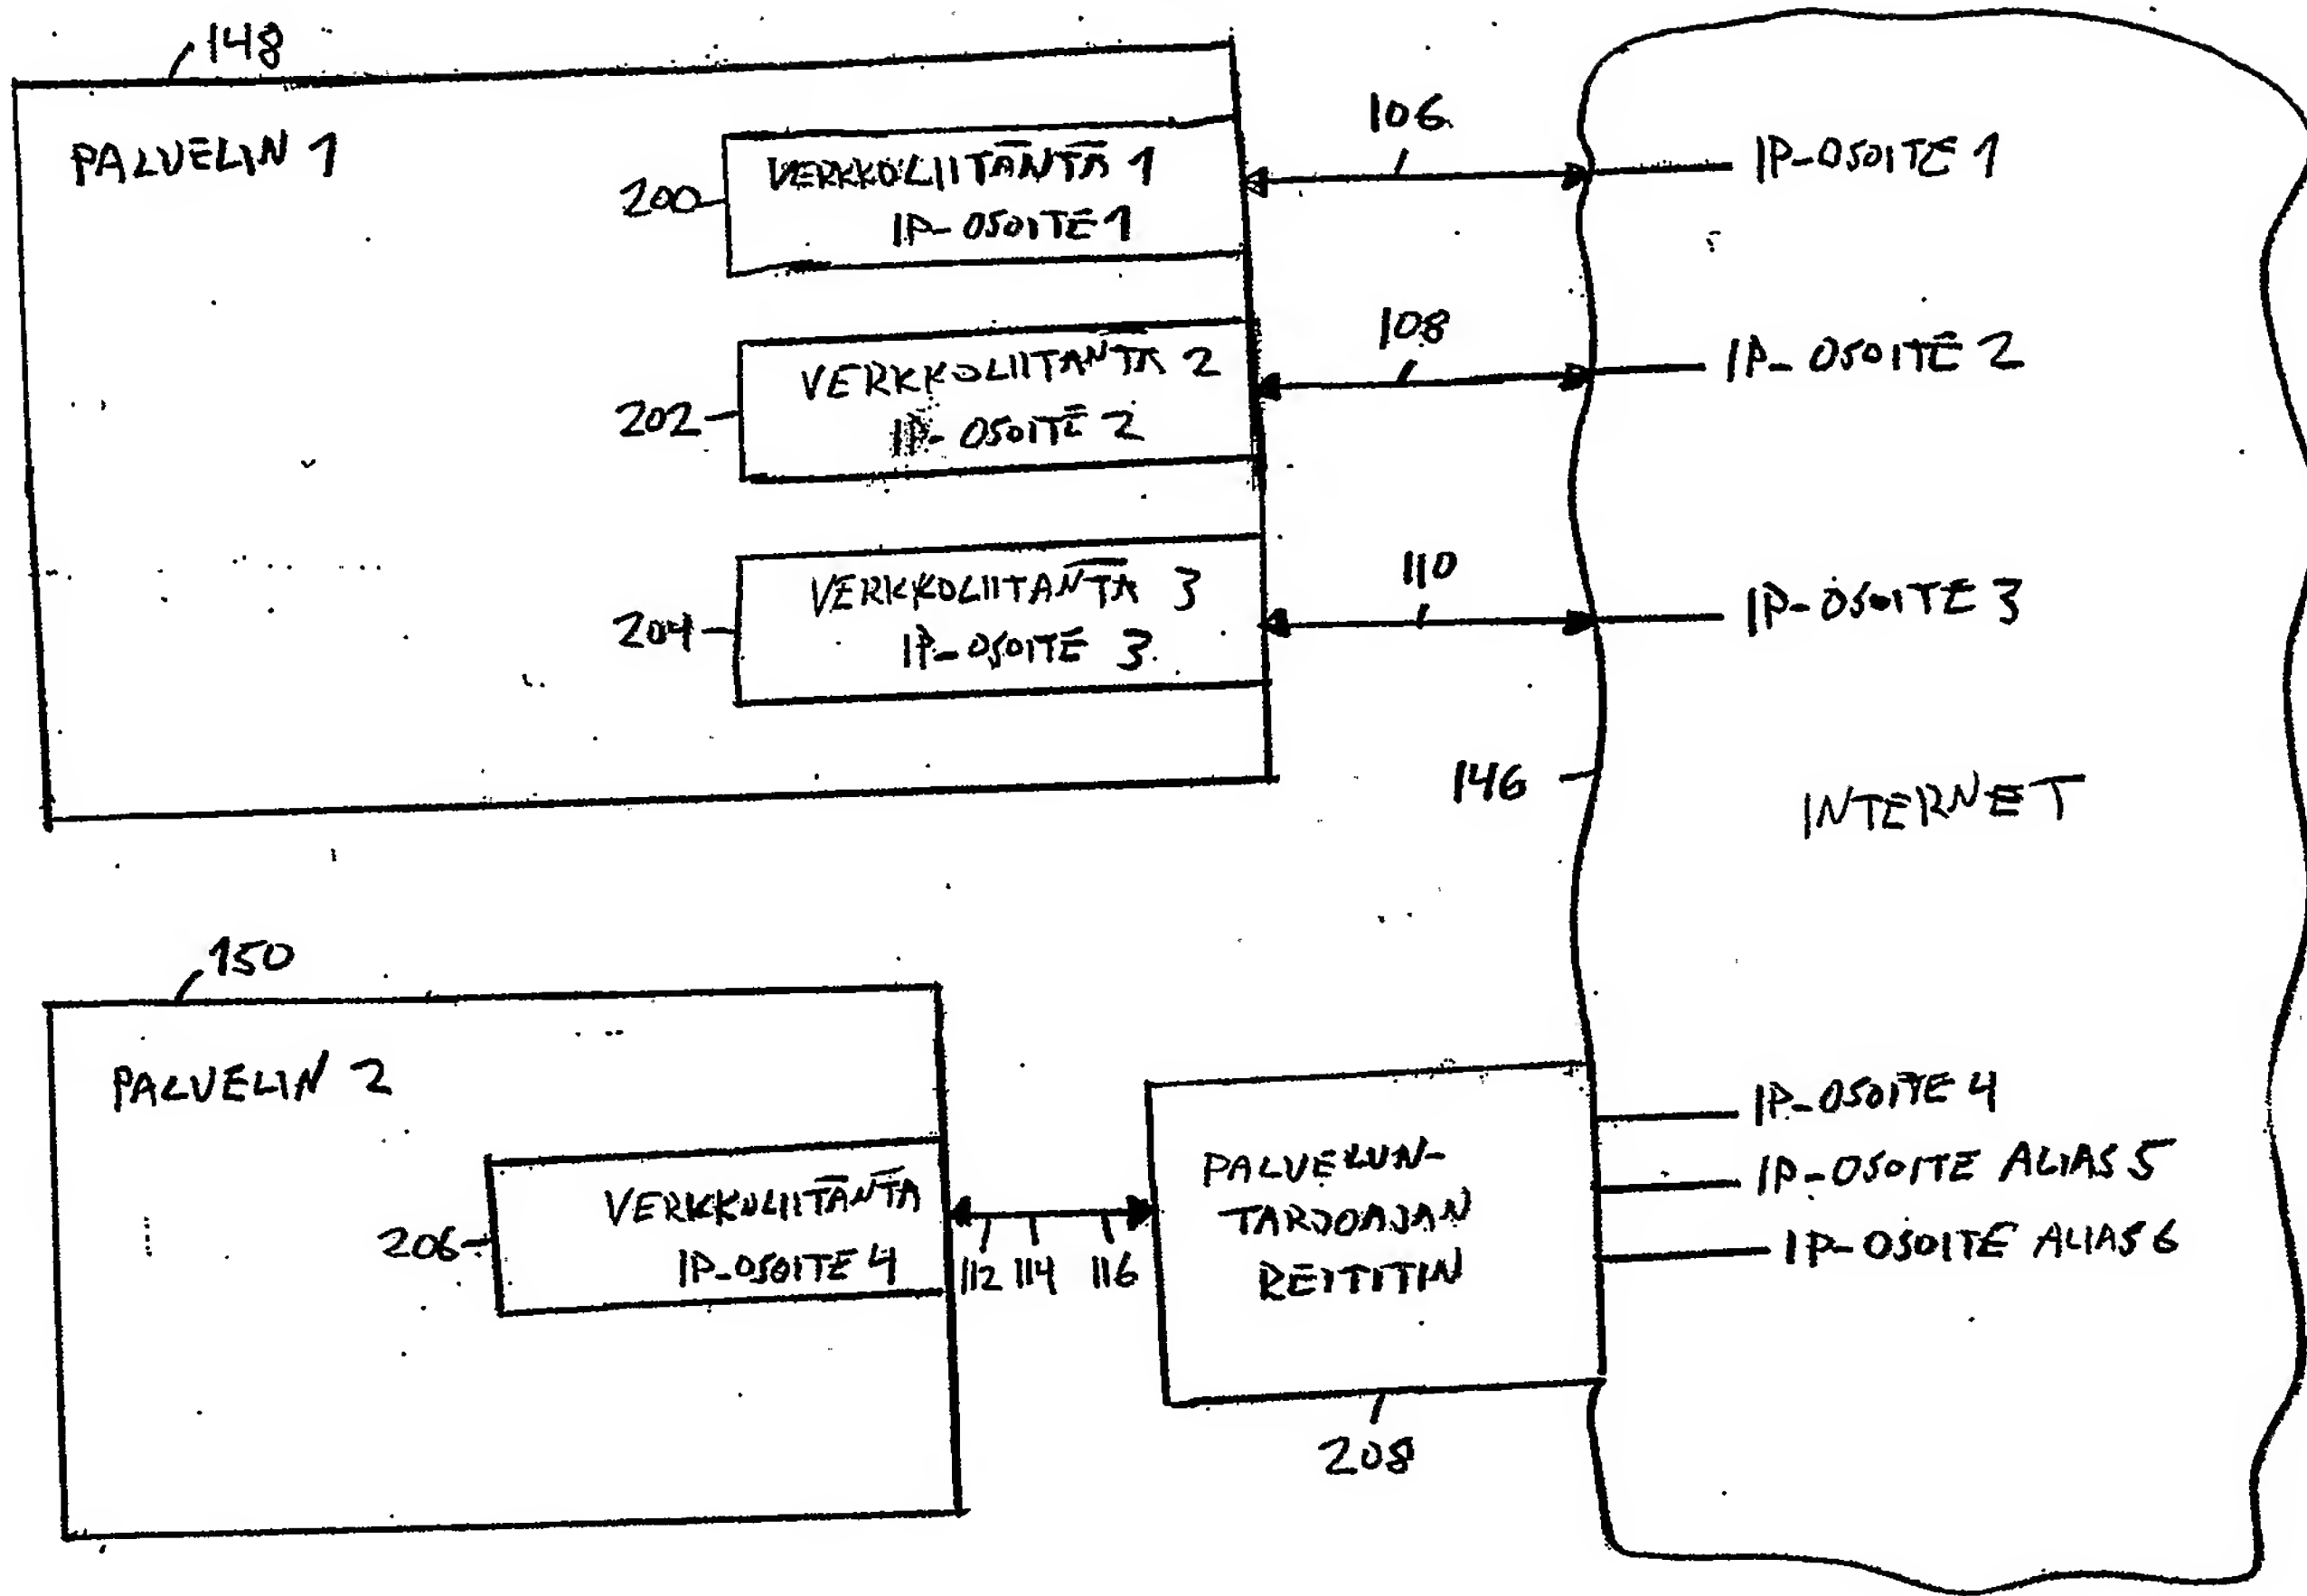 148
PALVELIN 1
200
VERKKOLIITÄNTÄ 1
IP-OSOITE 1
106
IP-OSOITE 1
202
VERKKOLIITÄNTÄ 2
IP-OSOITE 2
108
IP-OSOITE 2
204
VERKKOLIITÄNTÄ 3
IP-OSOITE 3
110
IP-OSOITE 3
146
INTERNET
150
PALVELIN 2
206
VERKKOLIITÄNTÄ
IP-OSOITE 4
112 114 116
PALVELUN-
TARJOAJAN
REITITIN
208
IP-OSOITE 4
IP-OSOITE ALIAS 5
IP-OSOITE ALIAS 6